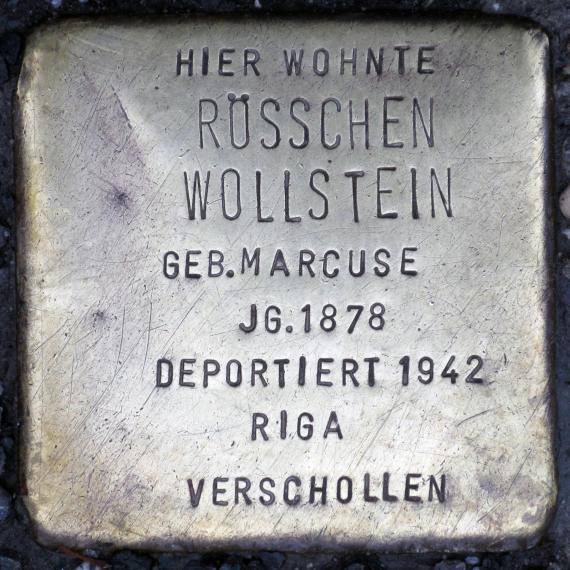 HIER WOHNTE
RÖSSCHEN
WOLLSTEIN
GEB.MARCUSE
JG.1878
DEPORTIERT 1942
RIGA
VERSCHOLLEN